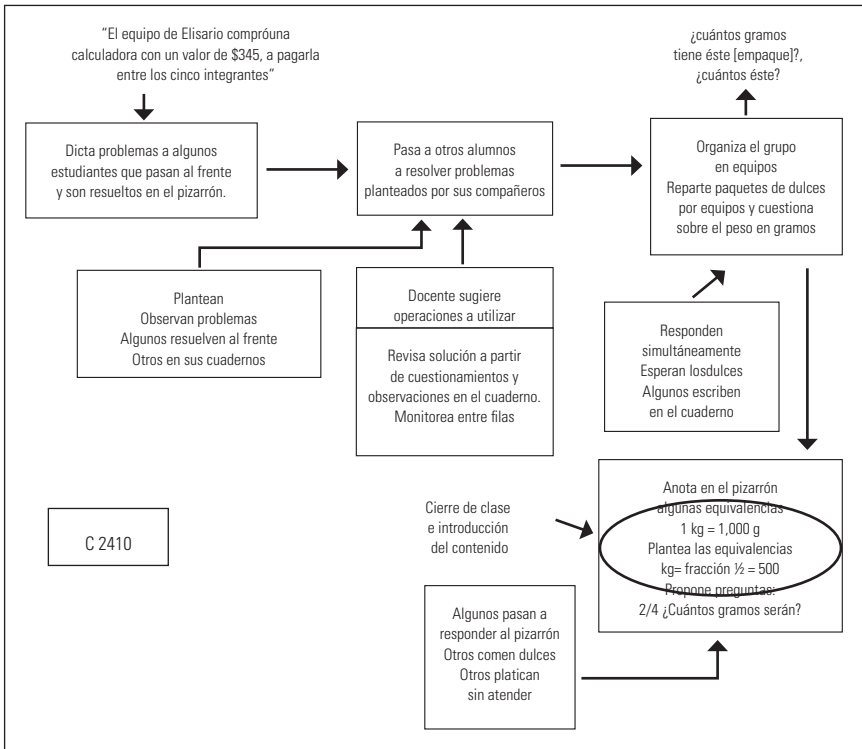 “El equipo de Elisario compróuna
calculadora con un valor de $345, a pagarla
entre los cinco integrantes”
¿cuántos gramos
tiene éste [empaque]?,
¿cuántos éste?
Dicta problemas a algunos
estudiantes que pasan al frente
y son resueltos en el pizarrón.
Pasa a otros alumnos
a resolver problemas
planteados por sus compañeros
Organiza el grupo
en equipos
Reparte paquetes de dulces
por equipos y cuestiona
sobre el peso en gramos
Plantean
Observan problemas
Algunos resuelven al frente
Otros en sus cuadernos
Docente sugiere
operaciones a utilizar
Revisa solución a partir
de cuestionamientos y
observaciones en el cuaderno.
Monitorea entre filas
Responden
simultáneamente
Esperan losdulces
Algunos escriben
en el cuaderno
C 2410
Cierre de clase
e introducción
del contenido
Anota en el pizarrón
algunas equivalencias
1 kg = 1,000 g
Plantea las equivalencias
kg= fracción ½ = 500
Propone preguntas:
2/4 ¿Cuántos gramos serán?
Algunos pasan a
responder al pizarrón
Otros comen dulces
Otros platican
sin atender